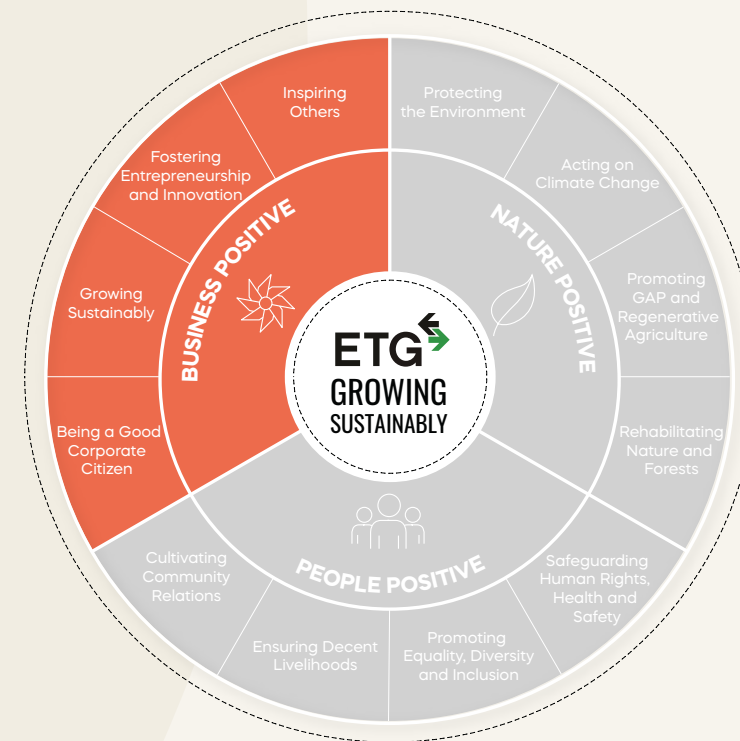 Inspiring
Others
Fostering
Entrepreneurship
and Innovation
Growing
Sustainably
Being a Good
Corporate
Citizen
BUSINESS POSITIVE
Protecting
the Environment
Acting on
Climate Change
Promoting
GAP and
Regenerative
Agriculture
Rehabilitating
Nature and
Forests
NATURE POSITIVE
ETG
GROWING
SUSTAINABLY
PEOPLE POSITIVE
Cultivating
Community
Relations
Ensuring Decent
Livelihoods
Promoting
Equality, Diversity
and Inclusion
Safeguarding
Human Rights,
Health and
Safety